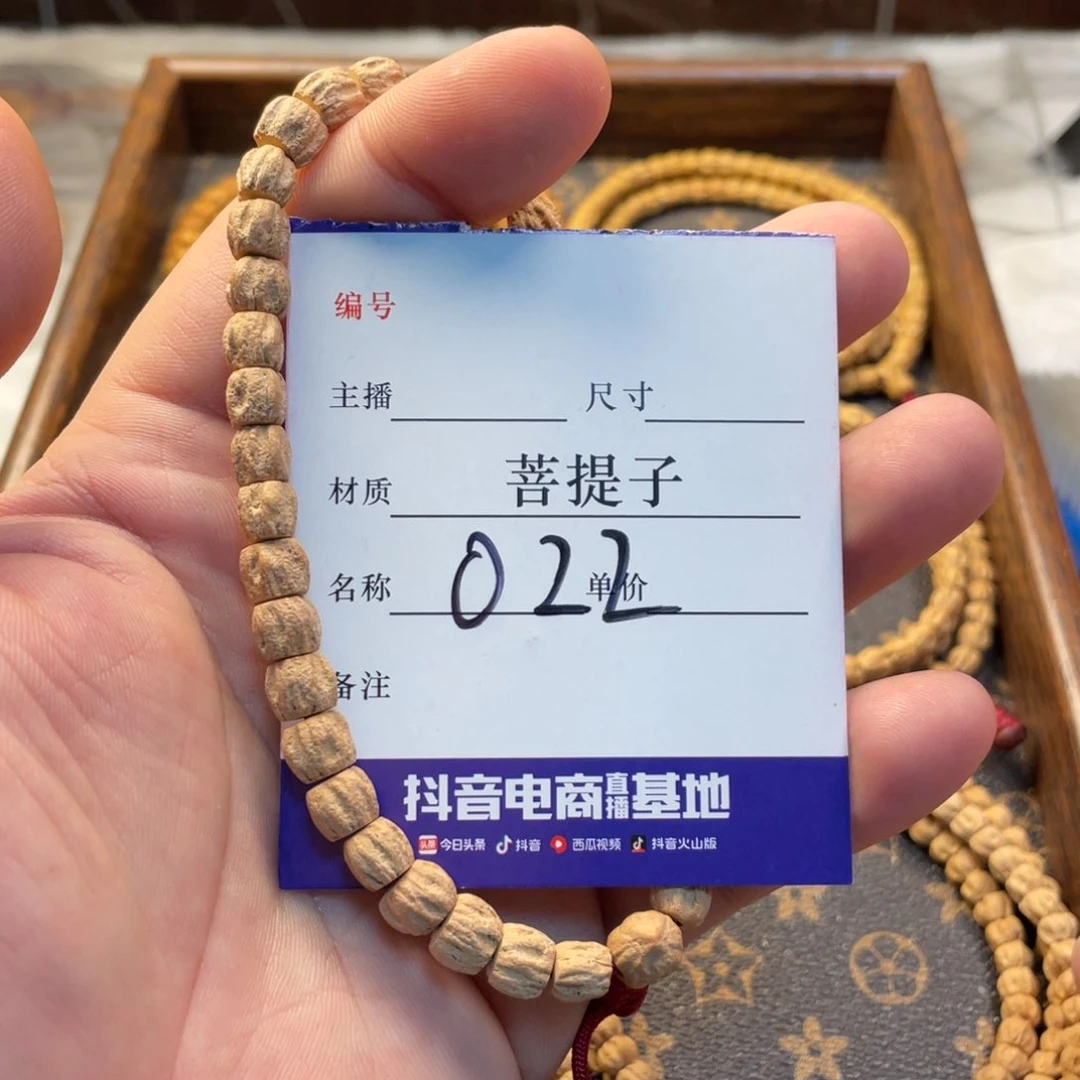 编号
主播 尺寸
材质 菩提子
名称 022 单价
备注
抖音电商直播基地
头条 今日头条 抖音 西瓜视频 抖音火山版